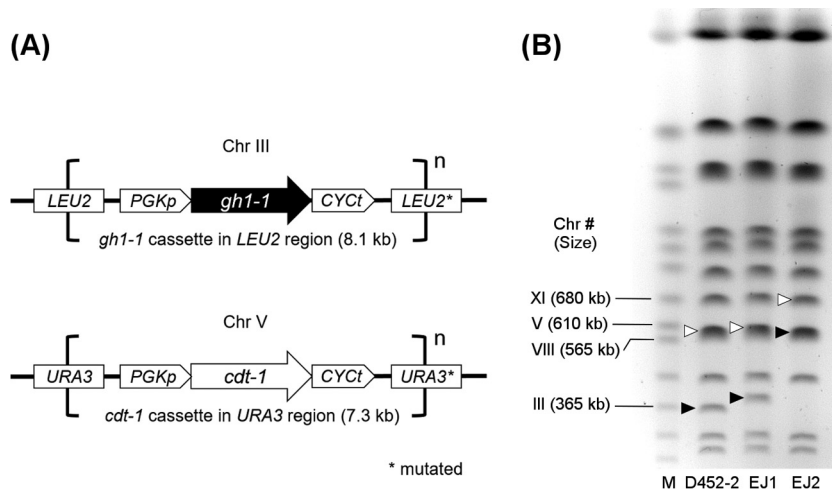 (A)
Chr III
n
LEU2
PGKp
gh1-1
CYCt
LEU2*
gh1-1 cassette in LEU2 region (8.1 kb)
Chr V
n
URA3
PGKp
cdt-1
CYCt
URA3*
cdt-1 cassette in URA3 region (7.3 kb)
* mutated
(B)
Chr #
(Size)
XI (680 kb)
V (610 kb)
VIII (565 kb)
III (365 kb)
M D452-2 EJ1 EJ2